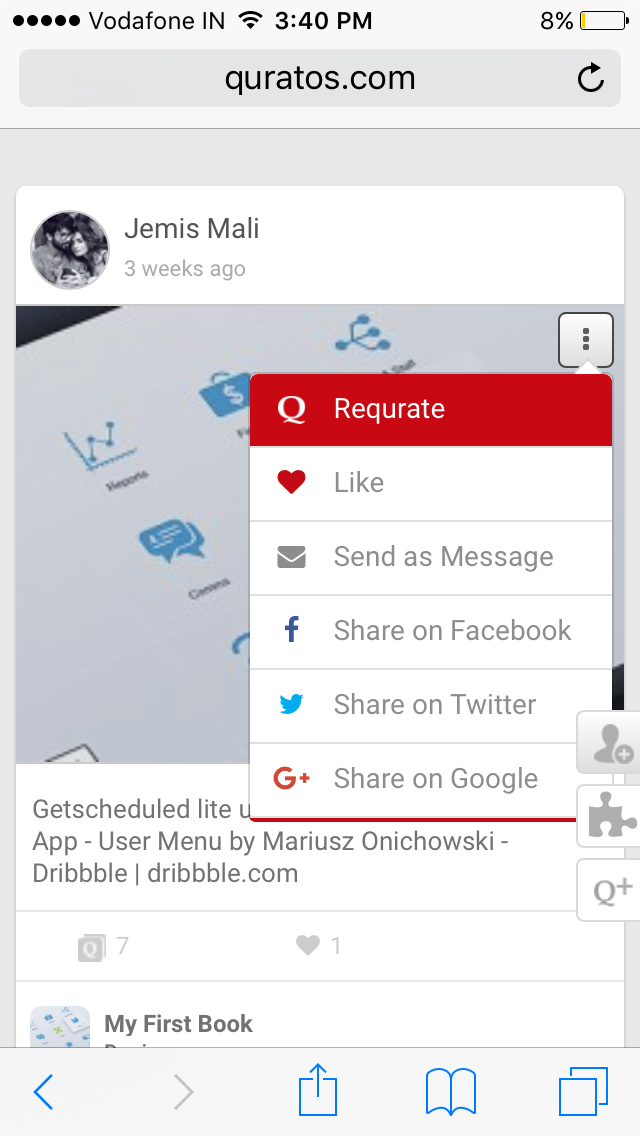 Vodafone IN 3:40 PM 8%
quratos.com
Jemis Mali
3 weeks ago
Reports
Q Requrate
Like
Send as Message
f Share on Facebook
Share on Twitter
G+ Share on Google
Q+
Getscheduled lite u
App - User Menu by Mariusz Onichowski -
Dribbble | dribbble.com
Q 7 1
My First Book